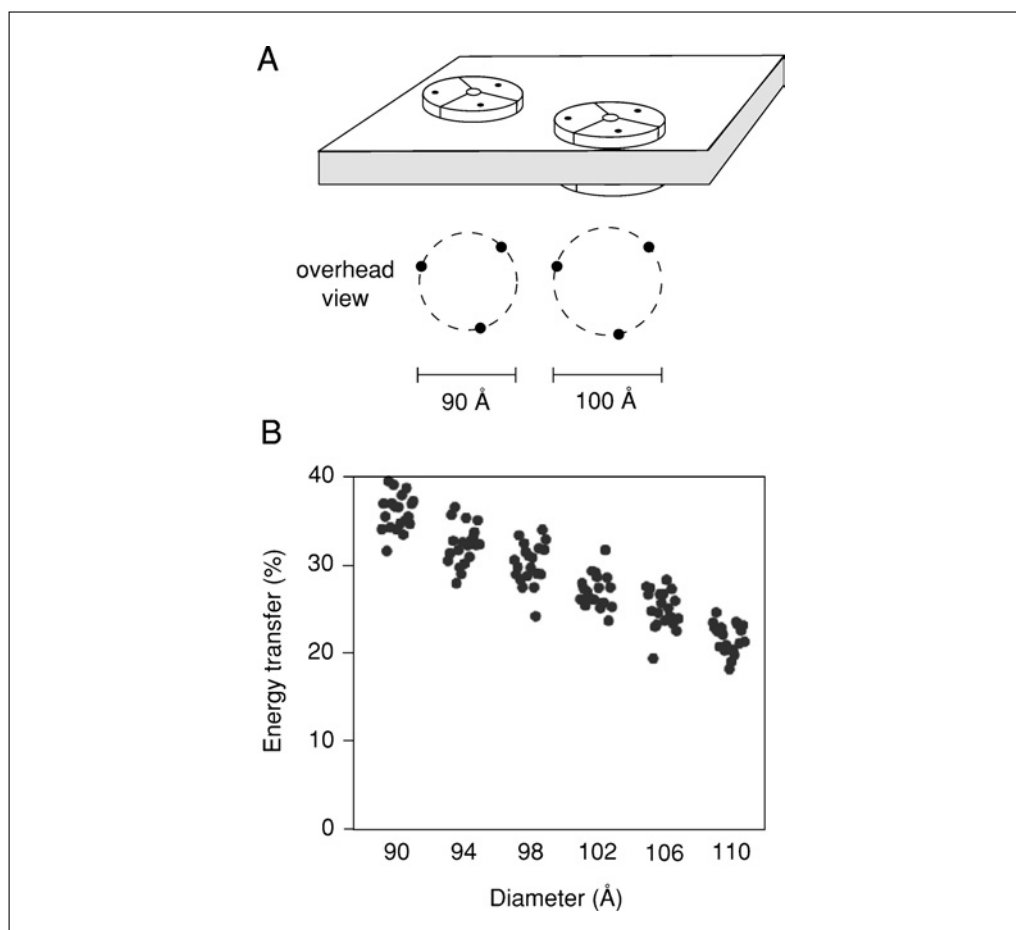 A
overhead
view
90 Å
100 Å
B
40
30
20
10
0
Energy transfer (%)
90 94 98 102 106 110
Diameter (Å)